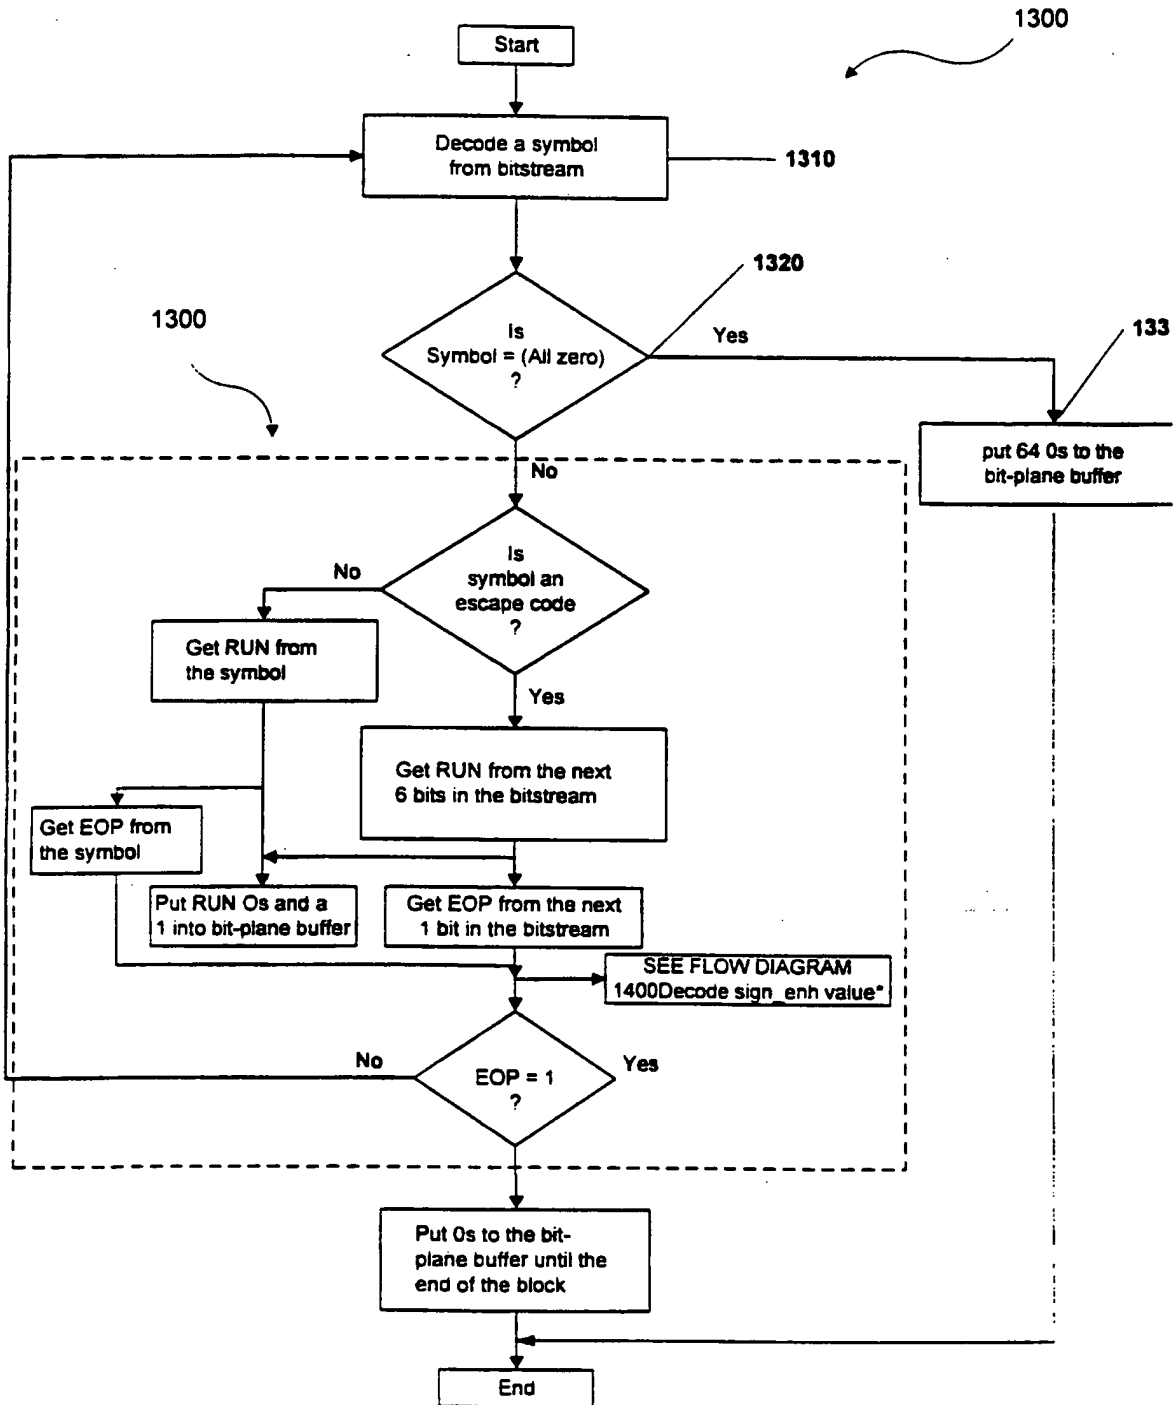 1300
Start
Decode a symbol
from bitstream
1310
1320
1300
Is
Symbol = (All zero)
?
Yes
133
put 64 0s to the
bit-plane buffer
No
Is
symbol an
escape code
?
No
Get RUN from
the symbol
Yes
Get RUN from the next
6 bits in the bitstream
Get EOP from
the symbol
Put RUN Os and a
1 into bit-plane buffer
Get EOP from the next
1 bit in the bitstream
SEE FLOW DIAGRAM
1400Decode sign_enh value*
No
EOP = 1
?
Yes
Put 0s to the bit-
plane buffer until the
end of the block
End